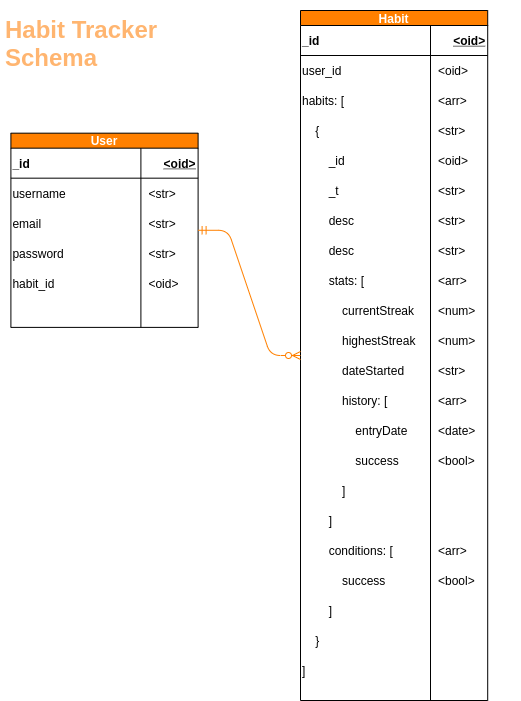 Habit Tracker
Schema
User
_id <oid>
username <str>
email <str>
password <str>
habit_id <oid>
Habit
_id <oid>
user_id <oid>
habits: [ <arr>
{ <str>
_id <oid>
_t <str>
desc <str>
desc <str>
stats: [ <arr>
currentStreak <num>
highestStreak <num>
dateStarted <str>
history: [ <arr>
entryDate <date>
success <bool>
]
]
conditions: [ <arr>
success <bool>
]
}
]